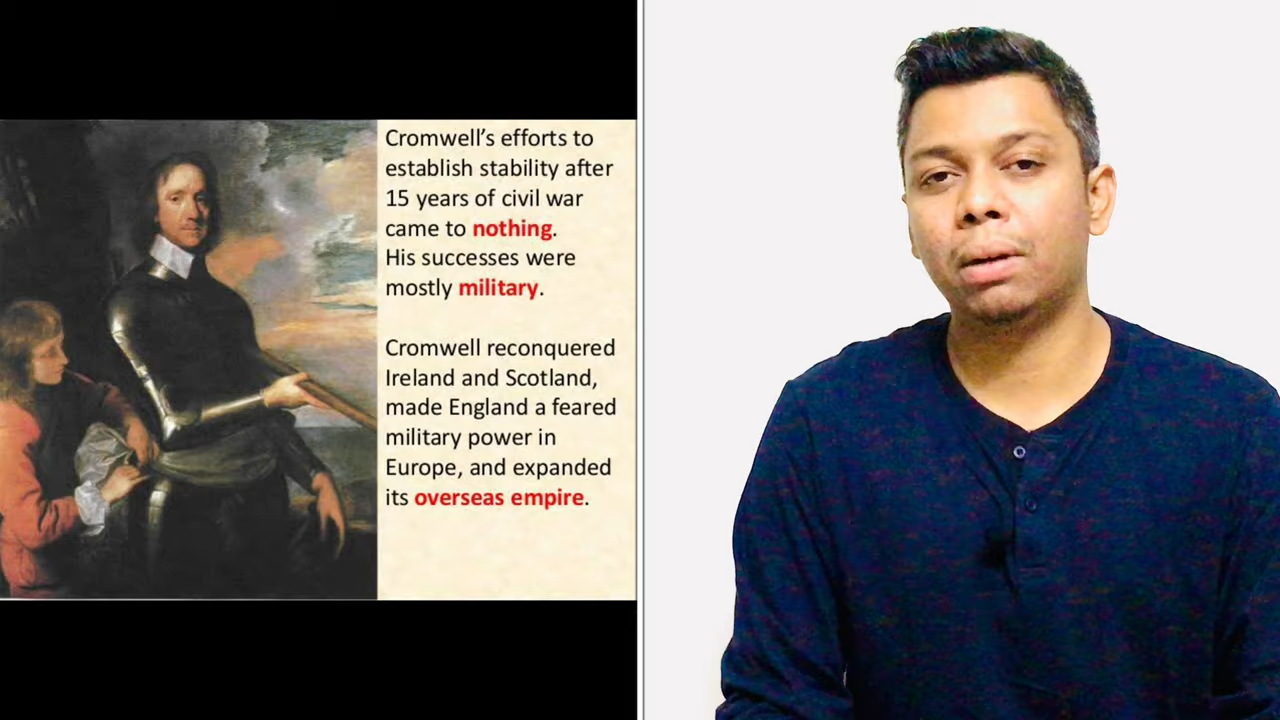 Cromwell’s efforts to
establish stability after
15 years of civil war
came to nothing.
His successes were
mostly military.
Cromwell reconquered
Ireland and Scotland,
made England a feared
military power in
Europe, and expanded
its overseas empire.